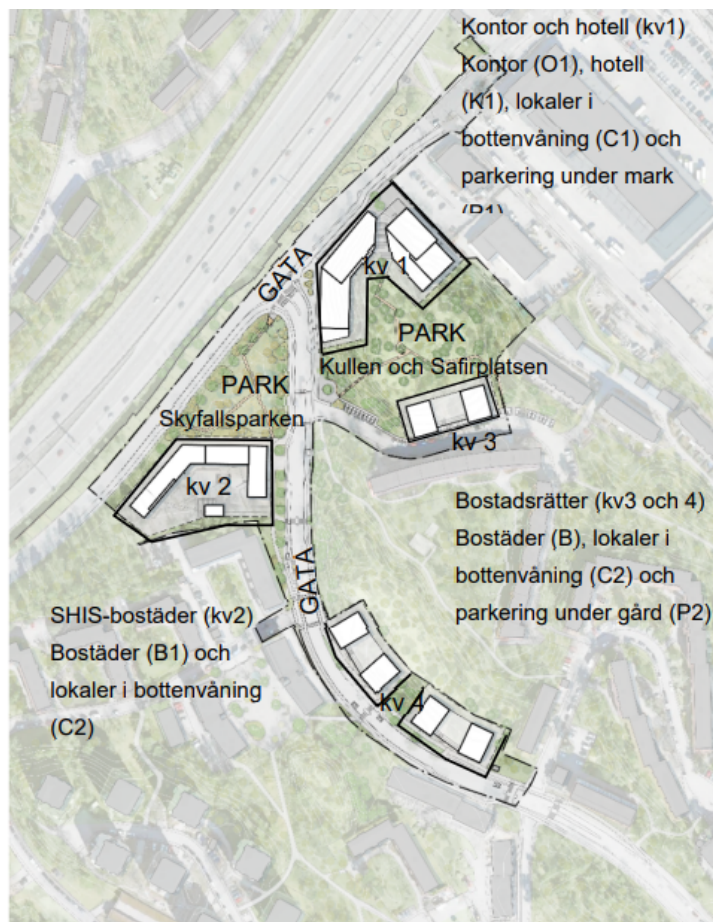 Kontor och hotell (kv1)
Kontor (O1), hotell
(K1), lokaler i
bottenvåning (C1) och
parkering under mark
(P1)
GATA
kv 1
PARK
Kullen och Safirplatsen
PARK
Skyfallsparken
kv 3
kv 2
Bostadsrätter (kv3 och 4)
Bostäder (B), lokaler i
bottenvåning (C2) och
parkering under gård (P2)
GATA
SHIS-bostäder (kv2)
Bostäder (B1) och
lokaler i bottenvåning
(C2)
kv 4